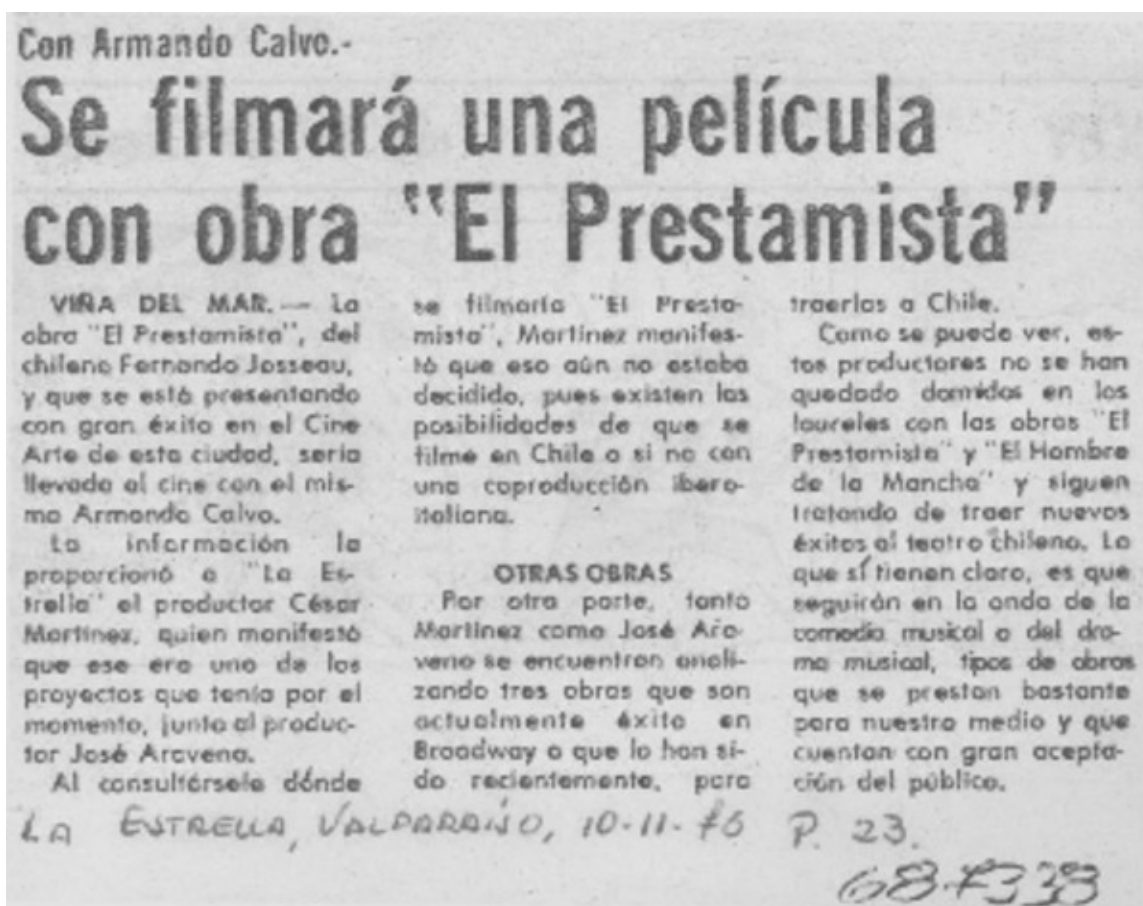 Con Armando Calvo.-
Se filmará una película
con obra "El Prestamista"
VIÑA DEL MAR.— La
obra "El Prestamista", del
chileno Fernando Josseau,
y que se está presentando
con gran éxito en el Cine
Arte de esta ciudad, sería
llevada al cine con el mis-
mo Armando Calvo.
La información la
proporcionó a "La Es-
trella" el productor César
Martínez, quien manifestó
que ese era uno de los
proyectos que tenía por el
momento, junto al produc-
tor José Aravena.
Al consultársele dónde
se filmaría "El Presta-
mista", Martínez manifes-
tó que eso aún no estaba
decidido, pues existen las
posibilidades de que se
filme en Chile o si no con
una coproducción ibero-
italiana.
OTRAS OBRAS
Por otra parte, tanto
Martínez como José Ara-
vena se encuentran anali-
zando tres obras que son
actualmente éxito en
Broadway o que lo han si-
do recientemente, para
traerlas a Chile.
Como se puede ver, es-
tos productores no se han
quedado dormidos en los
laureles con las obras "El
Prestamista" y "El Hombre
de la Mancha" y siguen
tratando de traer nuevos
éxitos al teatro chileno. Lo
que sí tienen claro, es que
seguirán en la onda de la
comedia musical o del dra-
ma musical, tipos de obras
que se prestan bastante
para nuestro medio y que
cuentan con gran acepta-
ción del público.
LA ESTRELLA, VALPARAÍSO, 10-11-76 P. 23.
687338